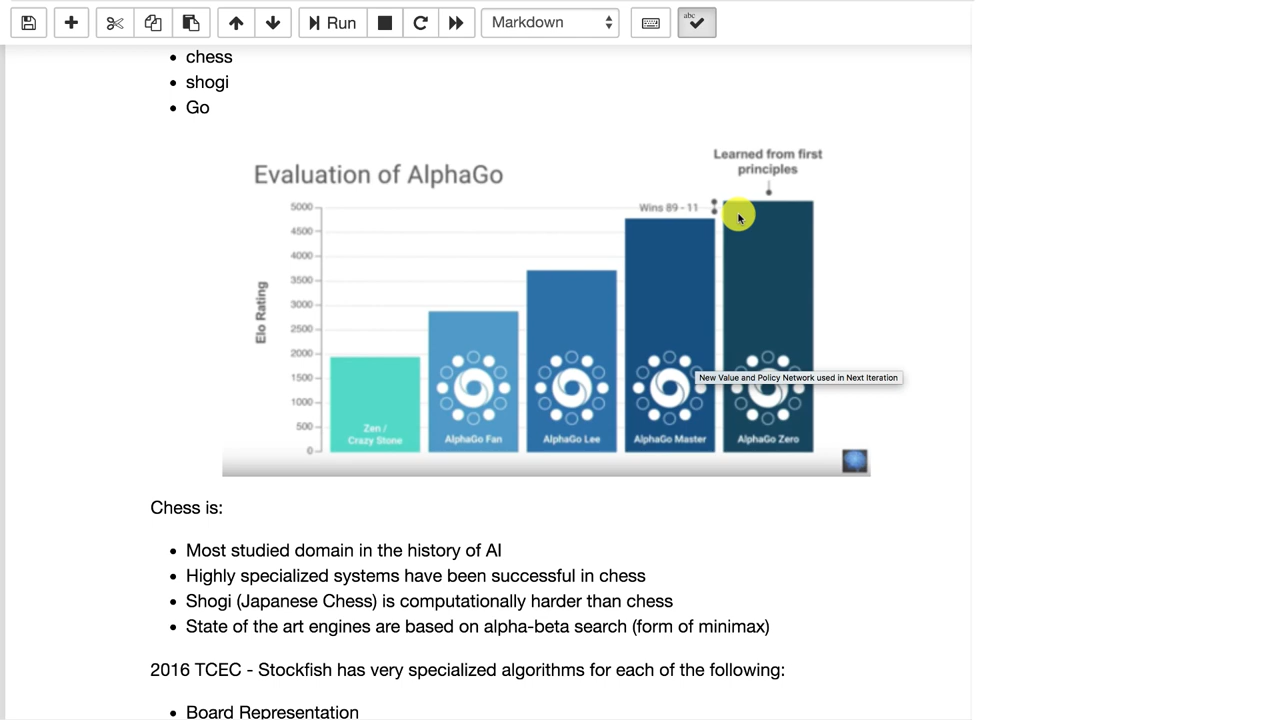 Run
Markdown
abc
chess
shogi
Go
Learned from first
principles
Evaluation of AlphaGo
Wins 89 - 11
5000
4500
4000
3500
3000
2500
2000
1500
1000
500
0
Elo Rating
New Value and Policy Network used in Next Iteration
Zen /
Crazy Stone
AlphaGo Fan
AlphaGo Lee
AlphaGo Master
AlphaGo Zero
Chess is:
Most studied domain in the history of AI
Highly specialized systems have been successful in chess
Shogi (Japanese Chess) is computationally harder than chess
State of the art engines are based on alpha-beta search (form of minimax)
2016 TCEC - Stockfish has very specialized algorithms for each of the following:
Board Representation